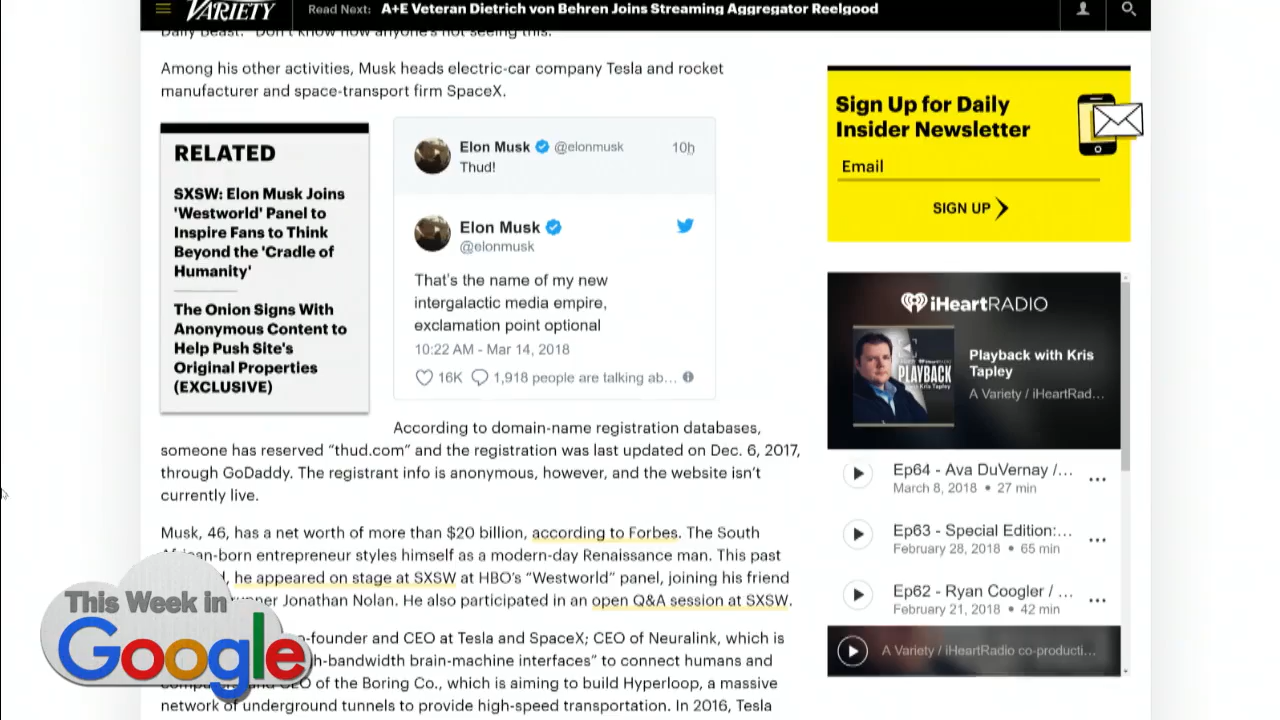 VARIETY
Read Next: A+E Veteran Dietrich von Behren Joins Streaming Aggregator Reelgood
Daily Beast. "Don't know how anyone's not seeing this."
Among his other activities, Musk heads electric-car company Tesla and rocket
manufacturer and space-transport firm SpaceX.
RELATED
SXSW: Elon Musk Joins
'Westworld' Panel to
Inspire Fans to Think
Beyond the 'Cradle of
Humanity'
The Onion Signs With
Anonymous Content to
Help Push Site's
Original Properties
(EXCLUSIVE)
Elon Musk @elonmusk 10h
Thud!
Elon Musk
@elonmusk
That's the name of my new
intergalactic media empire,
exclamation point optional
10:22 AM - Mar 14, 2018
16K 1,918 people are talking ab...
According to domain-name registration databases,
someone has reserved "thud.com" and the registration was last updated on Dec. 6, 2017,
through GoDaddy. The registrant info is anonymous, however, and the website isn't
currently live.
Musk, 46, has a net worth of more than $20 billion, according to Forbes. The South
African-born entrepreneur styles himself as a modern-day Renaissance man. This past
, he appeared on stage at SXSW at HBO's "Westworld" panel, joining his friend
Jonathan Nolan. He also participated in an open Q&A session at SXSW.
-founder and CEO at Tesla and SpaceX; CEO of Neuralink, which is
-bandwidth brain-machine interfaces" to connect humans and
computers; and CEO of the Boring Co., which is aiming to build Hyperloop, a massive
network of underground tunnels to provide high-speed transportation. In 2016, Tesla
Sign Up for Daily
Insider Newsletter
Email
SIGN UP
iHeartRADIO
PLAYBACK
Playback with Kris
Tapley
A Variety / iHeartRad...
Ep64 - Ava DuVernay /...
March 8, 2018 • 27 min
Ep63 - Special Edition:...
February 28, 2018 • 65 min
Ep62 - Ryan Coogler / ...
February 21, 2018 • 42 min
A Variety / iHeartRadio co-producti...
This Week in
Google